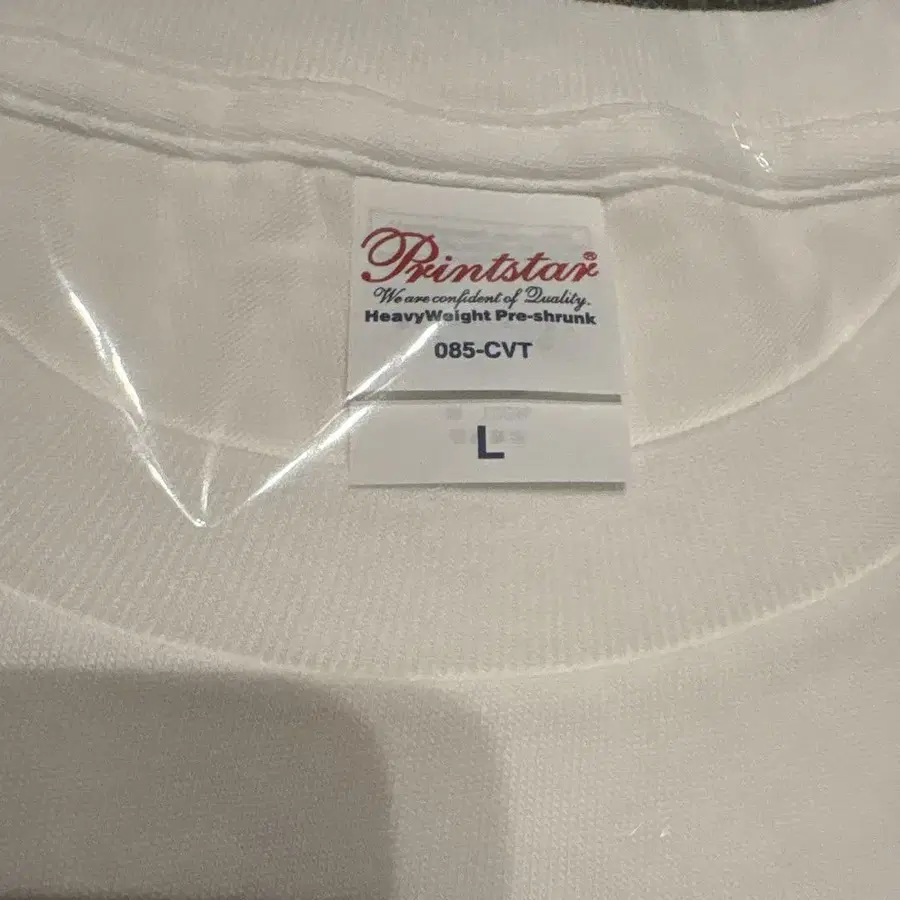 Printstar®
We are confident of Quality.
HeavyWeight Pre-shrunk
085-CVT
L